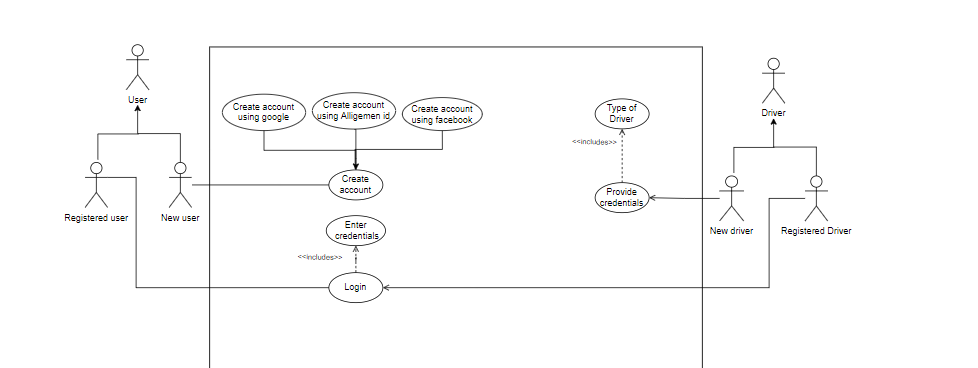 User
Driver
Create account
using google
Create account
using Alligemen id
Create account
using facebook
Type of
Driver
<<includes>>
Registered user
New user
Create
account
Provide
credentials
New driver
Registered Driver
Enter
credentials
<<includes>>
Login